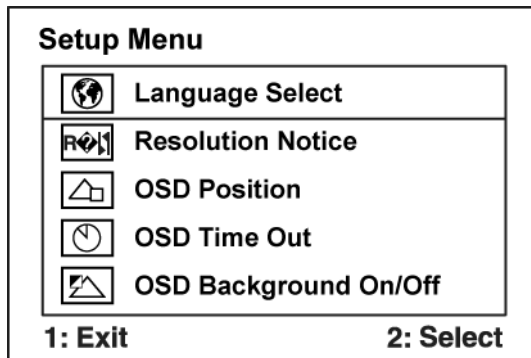 Setup Menu
Language Select
Resolution Notice
OSD Position
OSD Time Out
OSD Background On/Off
1: Exit 2: Select